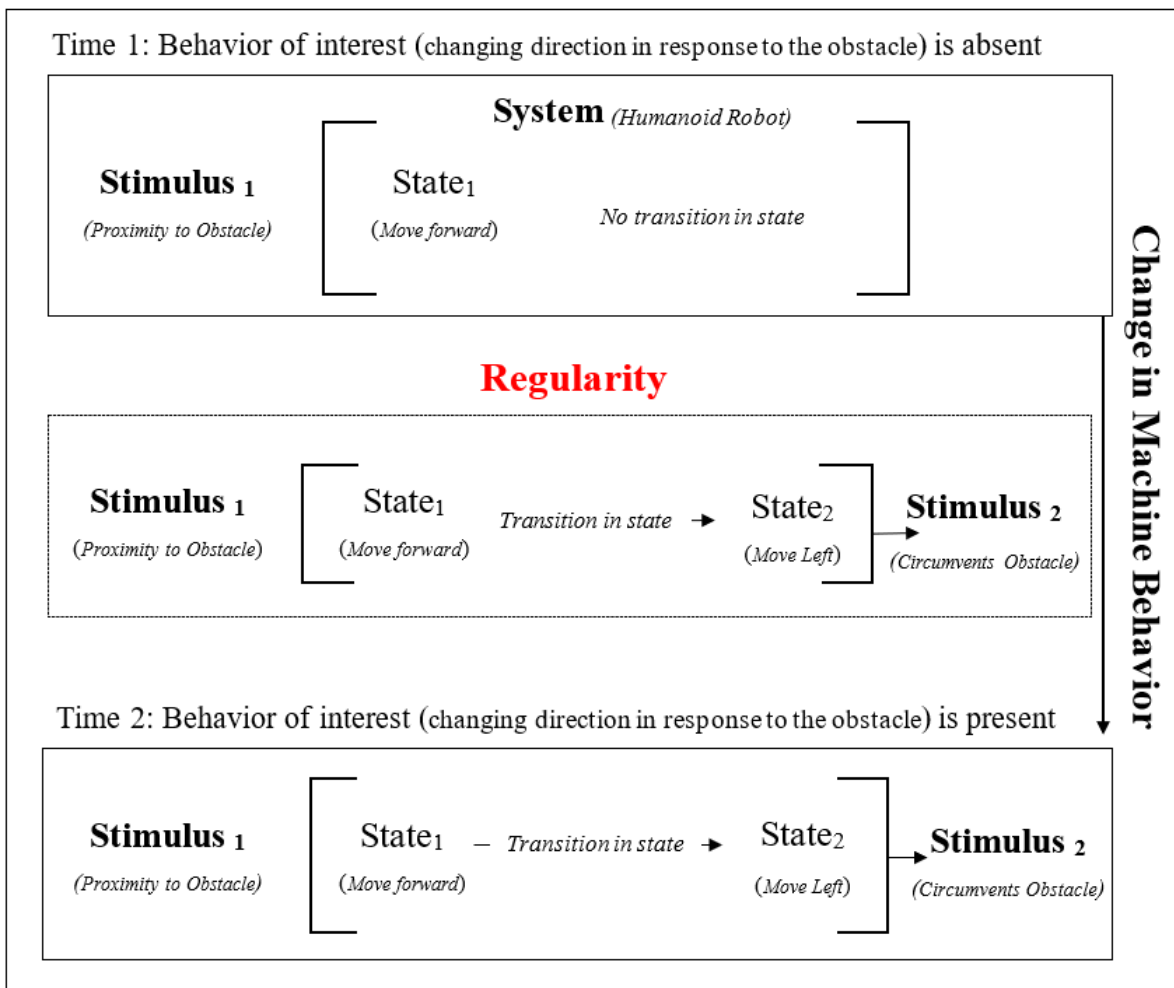 Time 1: Behavior of interest (changing direction in response to the obstacle) is absent
System (Humanoid Robot)
Stimulus 1
State1
(Proximity to Obstacle)
(Move forward)
No transition in state
Regularity
Stimulus 1
State1
Transition in state
State2
Stimulus 2
(Proximity to Obstacle)
(Move forward)
(Move Left)
(Circumvents Obstacle)
Time 2: Behavior of interest (changing direction in response to the obstacle) is present
Stimulus 1
State1
– Transition in state
State2
Stimulus 2
(Proximity to Obstacle)
(Move forward)
(Move Left)
(Circumvents Obstacle)
Change in Machine Behavior